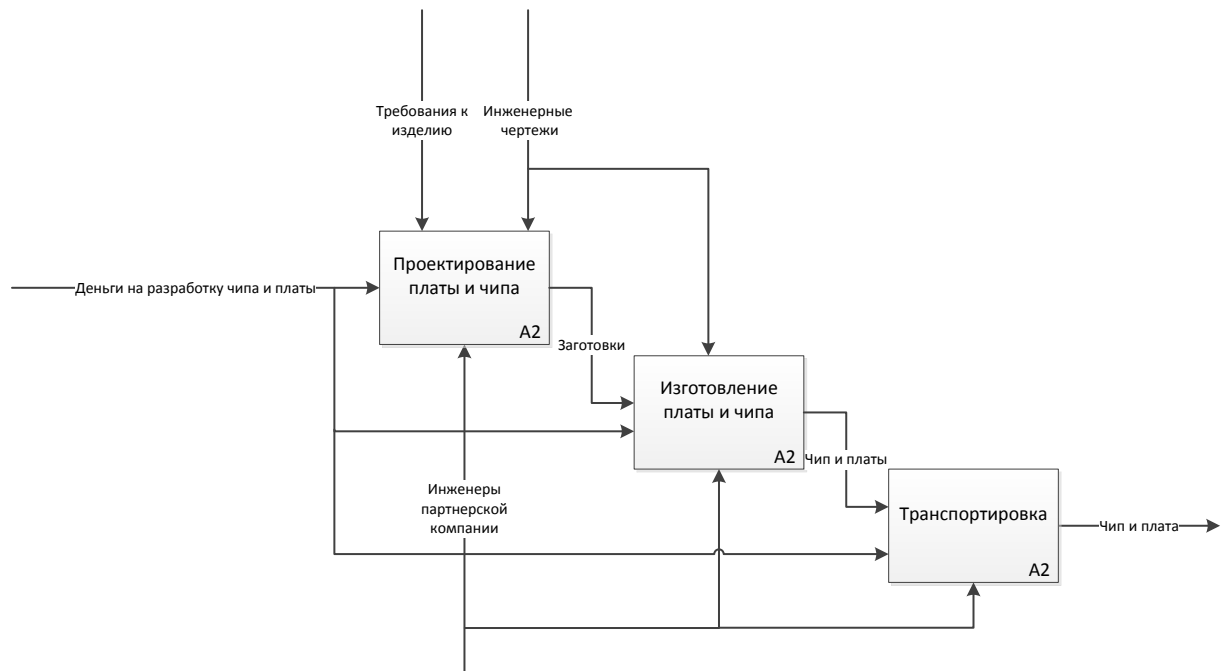 Требования к
изделию
Инженерные
чертежи
Деньги на разработку чипа и платы
Проектирование
платы и чипа
A2
Заготовки
Изготовление
платы и чипа
A2
Чип и платы
Инженеры
партнерской
компании
Транспортировка
A2
Чип и плата